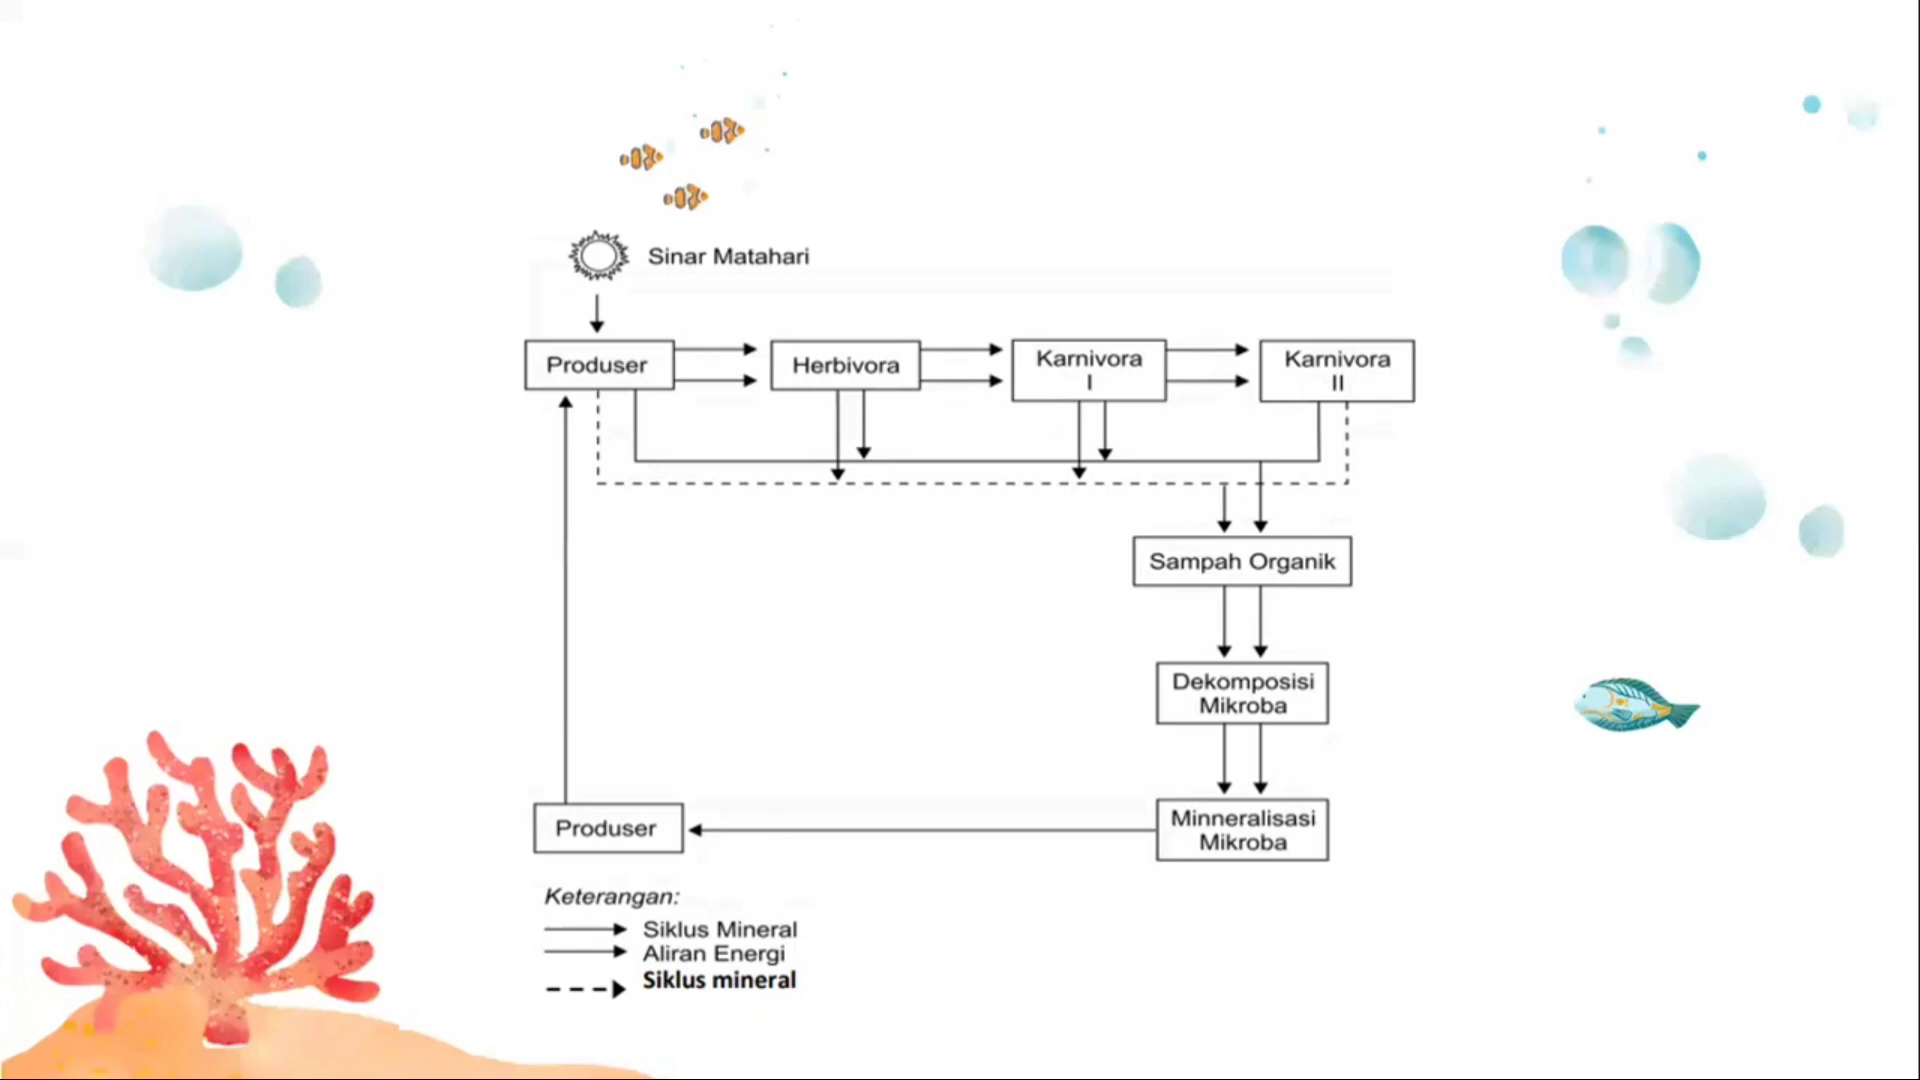 Sinar Matahari
Produser
Herbivora
Karnivora
I
Karnivora
II
Sampah Organik
Dekomposisi
Mikroba
Minneralisasi
Mikroba
Produser
Keterangan:
Siklus Mineral
Aliran Energi
Siklus mineral